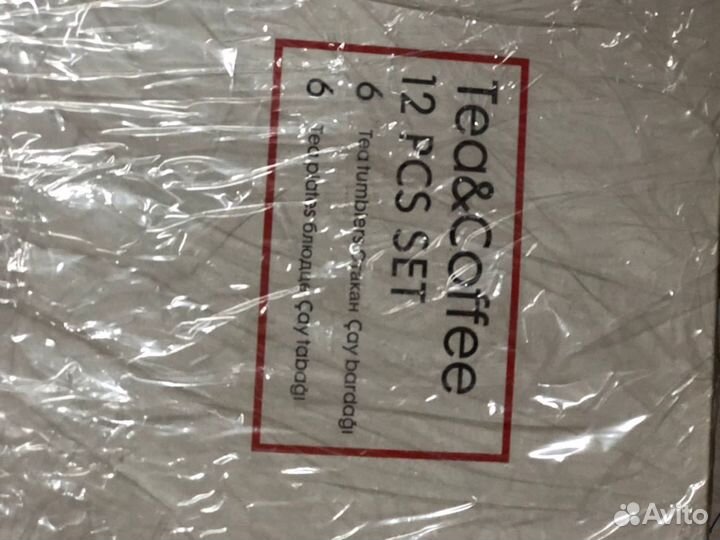 Tea&Coffee
12 PCS SET
6 Tea tumblers Стакан Çay bardağı
6 Tea plates блюдце Çay tabağı
Avito